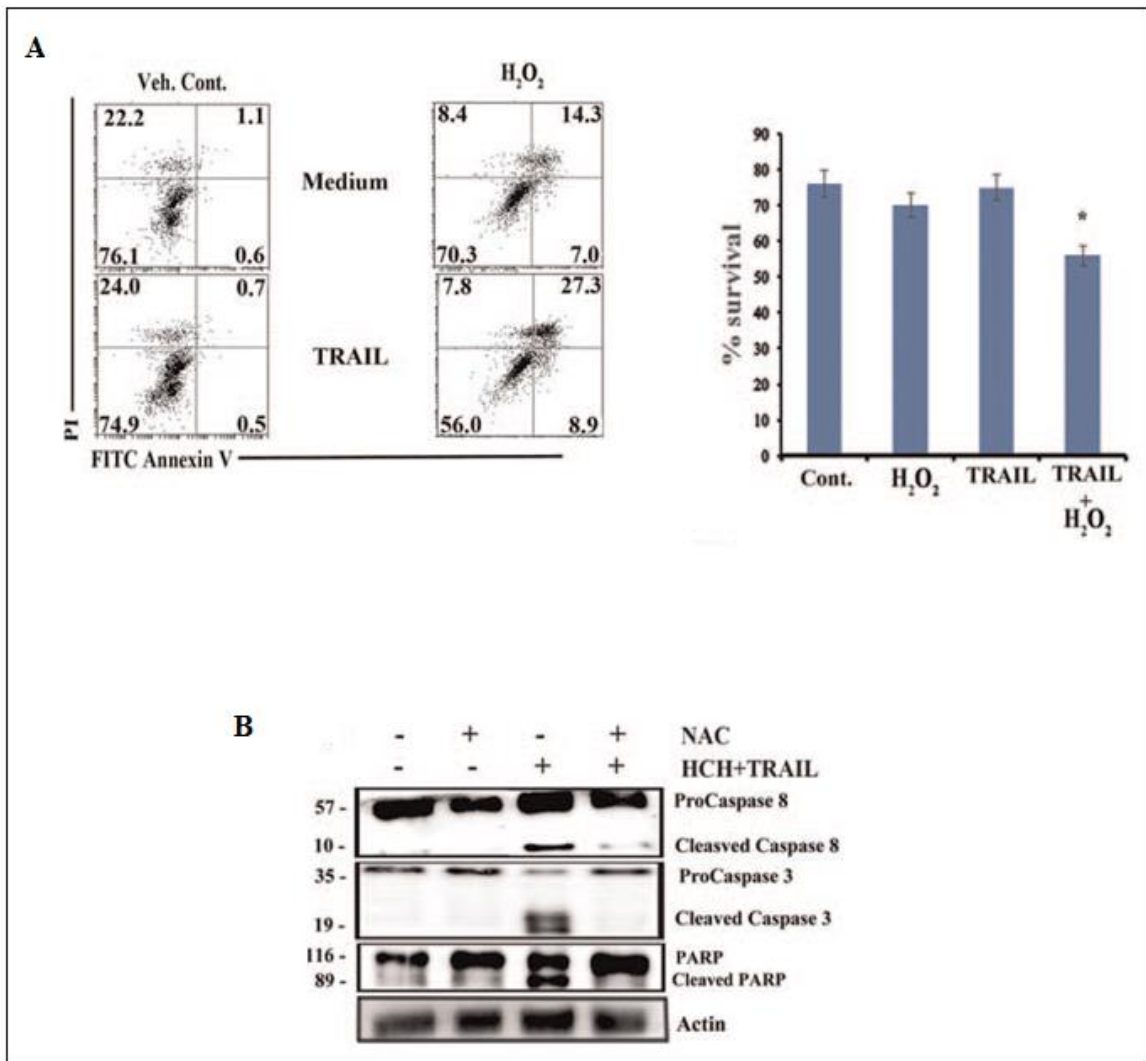 A
Veh. Cont.
H₂O₂
22.2 1.1
76.1 0.6
Medium
8.4 14.3
70.3 7.0
24.0 0.7
74.9 0.5
TRAIL
7.8 27.3
56.0 8.9
PI
FITC Annexin V
% survival
90
80
70
60
50
40
30
20
10
0
Cont.
H₂O₂
TRAIL
TRAIL
+
H₂O₂
*
B
- + - + NAC
- - + + HCH+TRAIL
57 - ProCaspase 8
10 - Cleasved Caspase 8
35 - ProCaspase 3
19 - Cleaved Caspase 3
116 - PARP
89 - Cleaved PARP
Actin